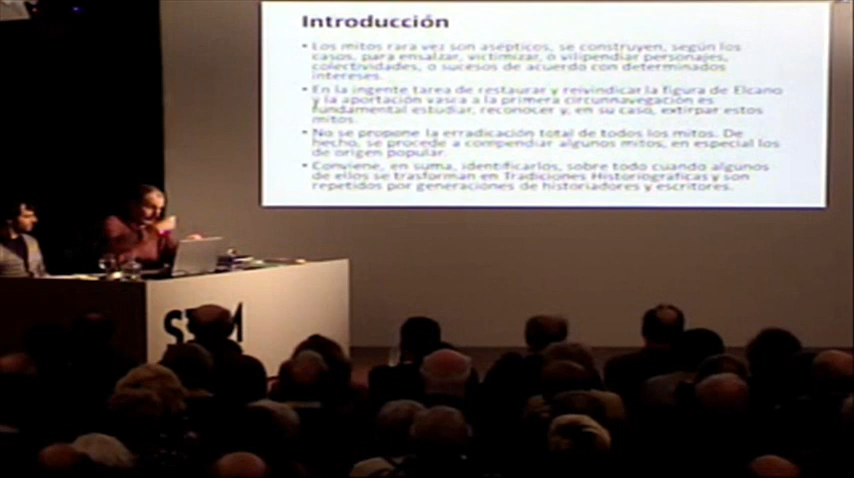 Introducción
• Los mitos rara vez son asépticos, se construyen, según los
casos, para ensalzar, victimizar, o vilipendiar personajes,
colectividades, o sucesos de acuerdo con determinados
intereses.
• En la ingente tarea de restaurar y reivindicar la figura de Elcano
y la aportación vasca a la primera circunnavegación es
fundamental estudiar, reconocer y, en su caso, extirpar estos
mitos.
• No se propone la erradicación total de todos los mitos. De
hecho, se procede a compendiar algunos mitos, en especial los
de origen popular.
• Conviene, en suma, identificarlos, sobre todo cuando algunos
de ellos se trasforman en Tradiciones Historiográficas y son
repetidos por generaciones de historiadores y escritores.